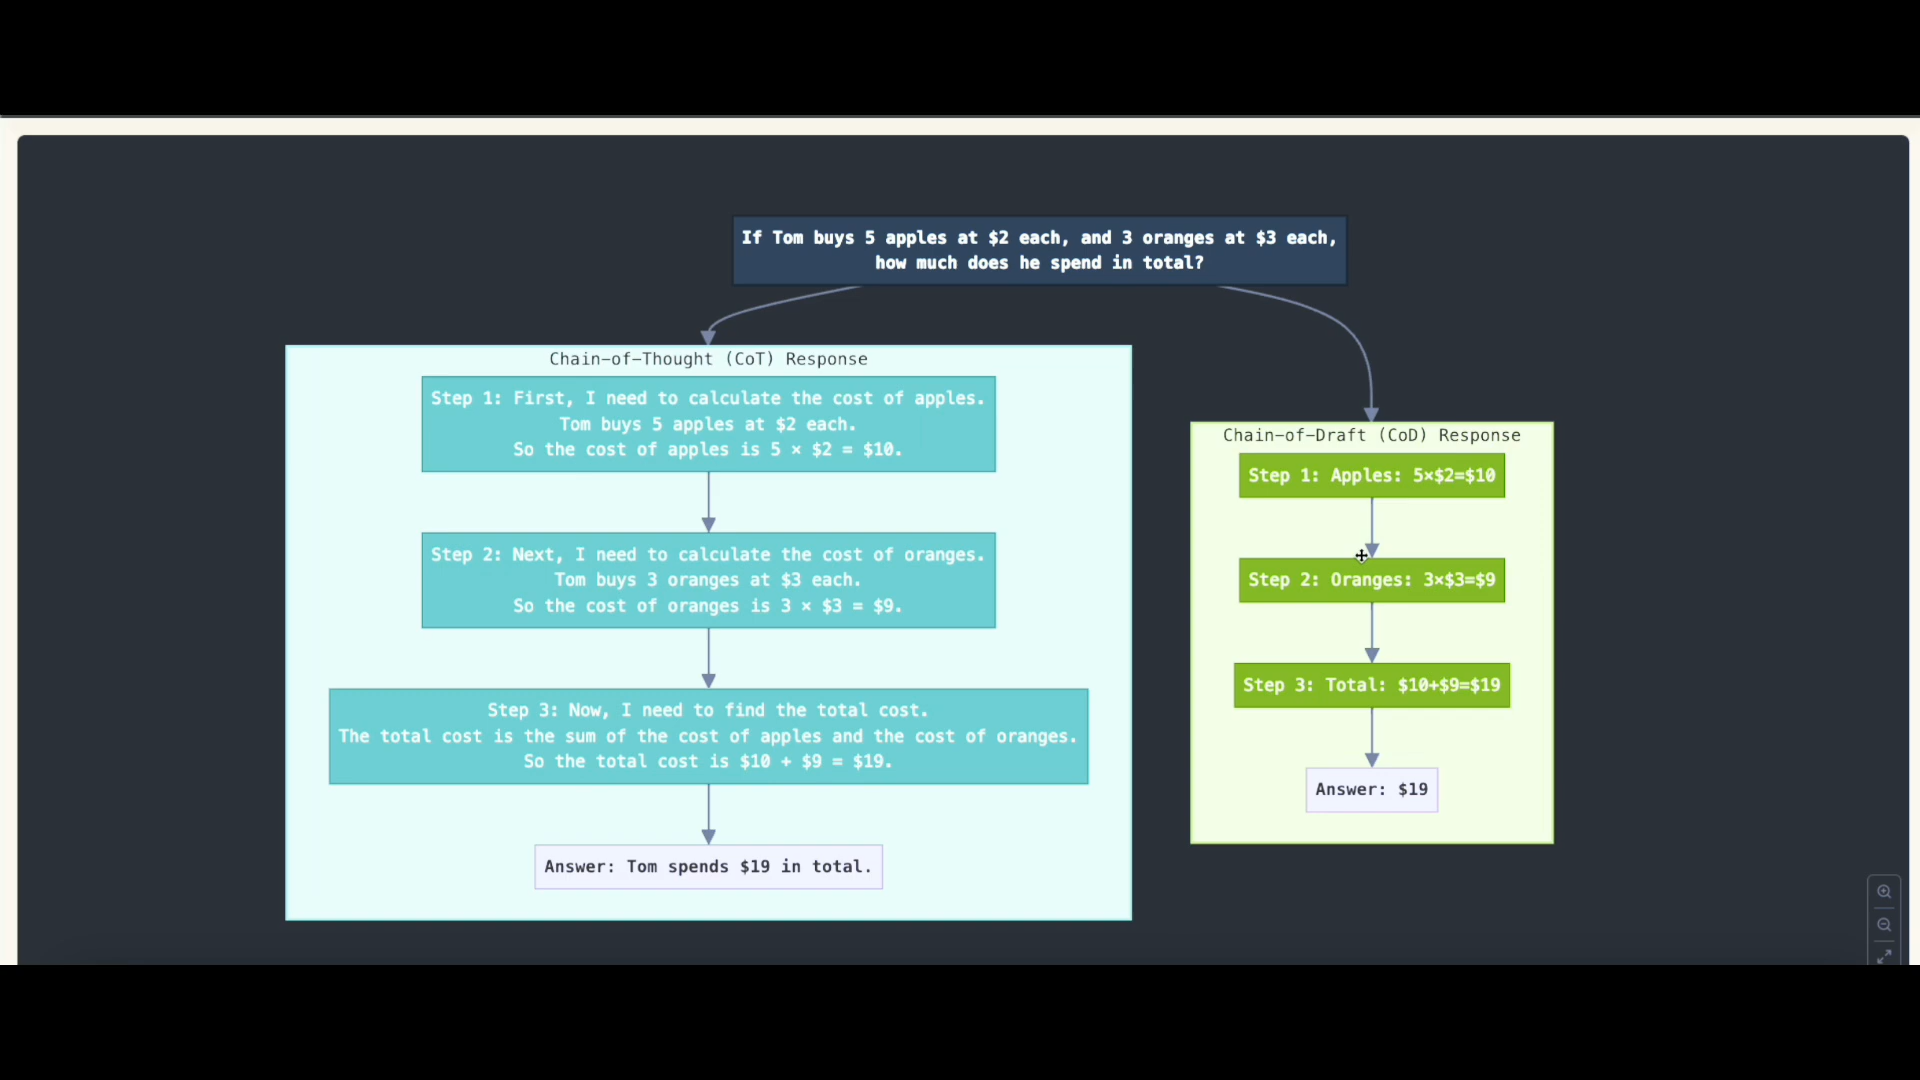 If Tom buys 5 apples at $2 each, and 3 oranges at $3 each,
how much does he spend in total?
Chain-of-Thought (CoT) Response
Step 1: First, I need to calculate the cost of apples.
Tom buys 5 apples at $2 each.
So the cost of apples is 5 × $2 = $10.
Step 2: Next, I need to calculate the cost of oranges.
Tom buys 3 oranges at $3 each.
So the cost of oranges is 3 × $3 = $9.
Step 3: Now, I need to find the total cost.
The total cost is the sum of the cost of apples and the cost of oranges.
So the total cost is $10 + $9 = $19.
Answer: Tom spends $19 in total.
Chain-of-Draft (CoD) Response
Step 1: Apples: 5×$2=$10
Step 2: Oranges: 3×$3=$9
Step 3: Total: $10+$9=$19
Answer: $19